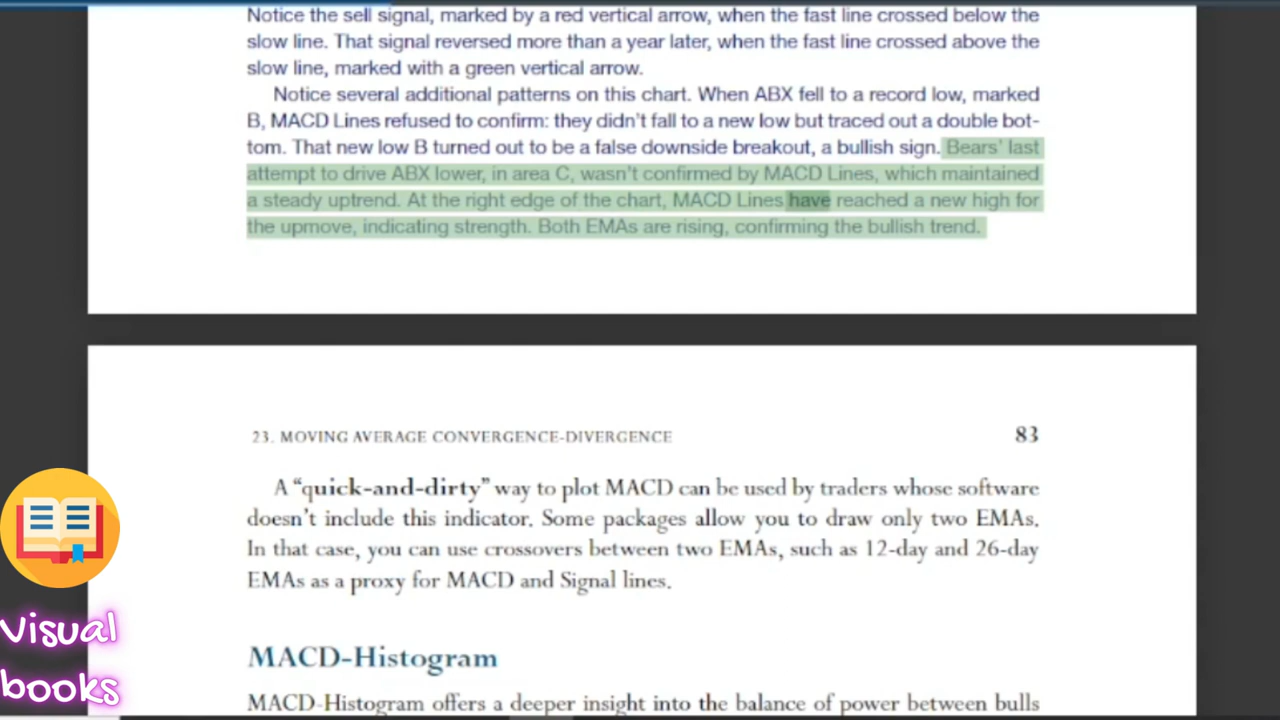 Notice the sell signal, marked by a red vertical arrow, when the fast line crossed below the
slow line. That signal reversed more than a year later, when the fast line crossed above the
slow line, marked with a green vertical arrow.
Notice several additional patterns on this chart. When ABX fell to a record low, marked
B, MACD Lines refused to confirm: they didn't fall to a new low but traced out a double bot-
tom. That new low B turned out to be a false downside breakout, a bullish sign. Bears' last
attempt to drive ABX lower, in area C, wasn't confirmed by MACD Lines, which maintained
a steady uptrend. At the right edge of the chart, MACD Lines have reached a new high for
the upmove, indicating strength. Both EMAs are rising, confirming the bullish trend.
23. MOVING AVERAGE CONVERGENCE-DIVERGENCE 83
A “quick-and-dirty” way to plot MACD can be used by traders whose software
doesn't include this indicator. Some packages allow you to draw only two EMAs.
In that case, you can use crossovers between two EMAs, such as 12-day and 26-day
EMAs as a proxy for MACD and Signal lines.
MACD-Histogram
MACD-Histogram offers a deeper insight into the balance of power between bulls
Visual
books